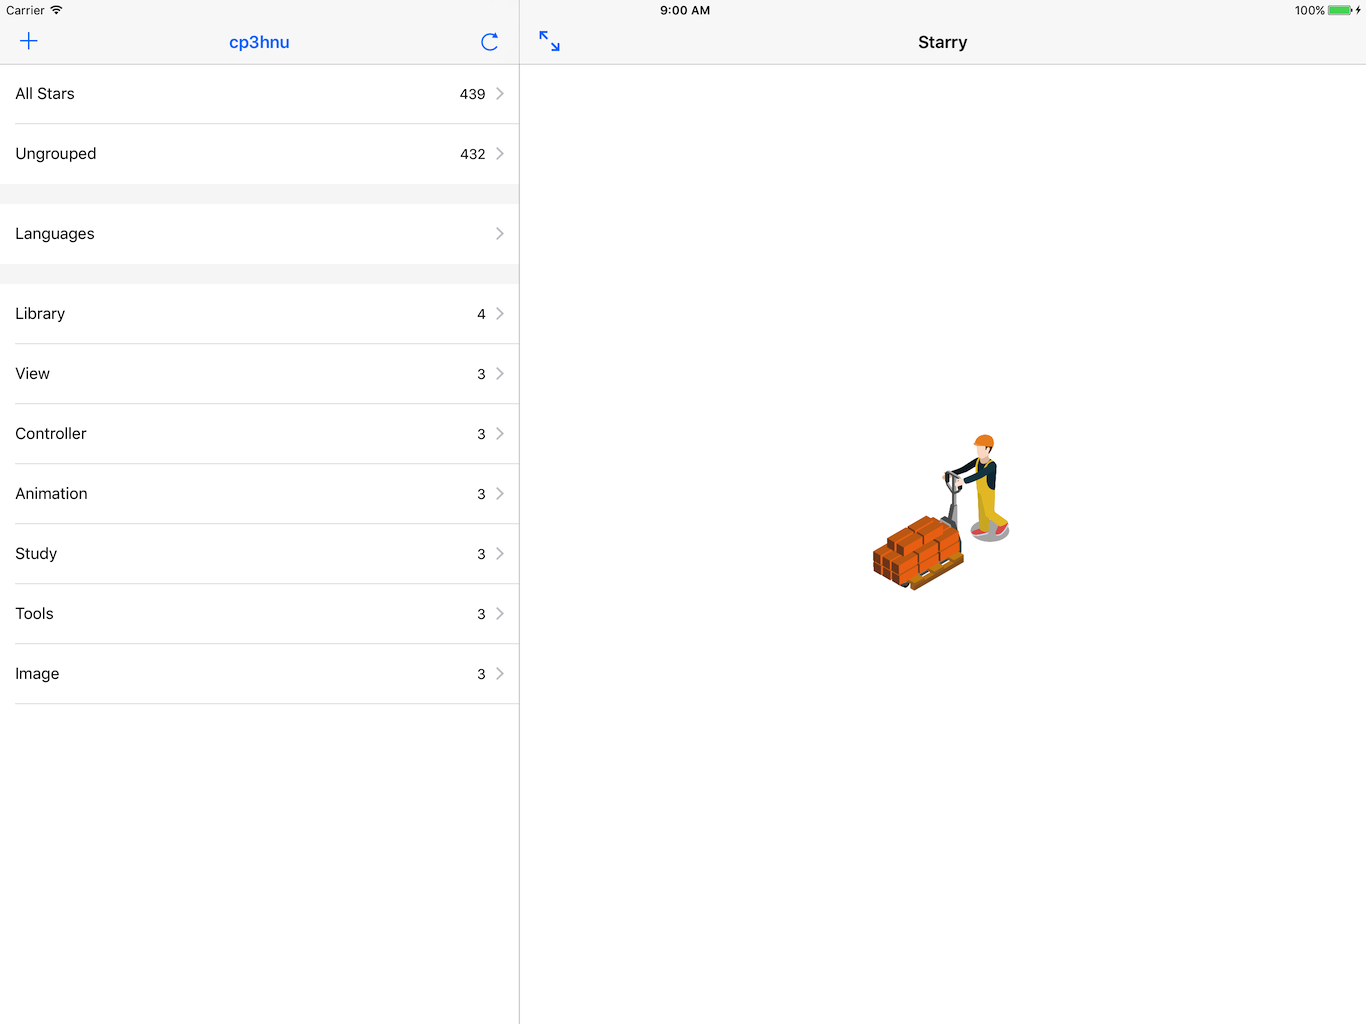 Carrier 9:00 AM 100%
cp3hnu Starry
All Stars 439
Ungrouped 432
Languages
Library 4
View 3
Controller 3
Animation 3
Study 3
Tools 3
Image 3